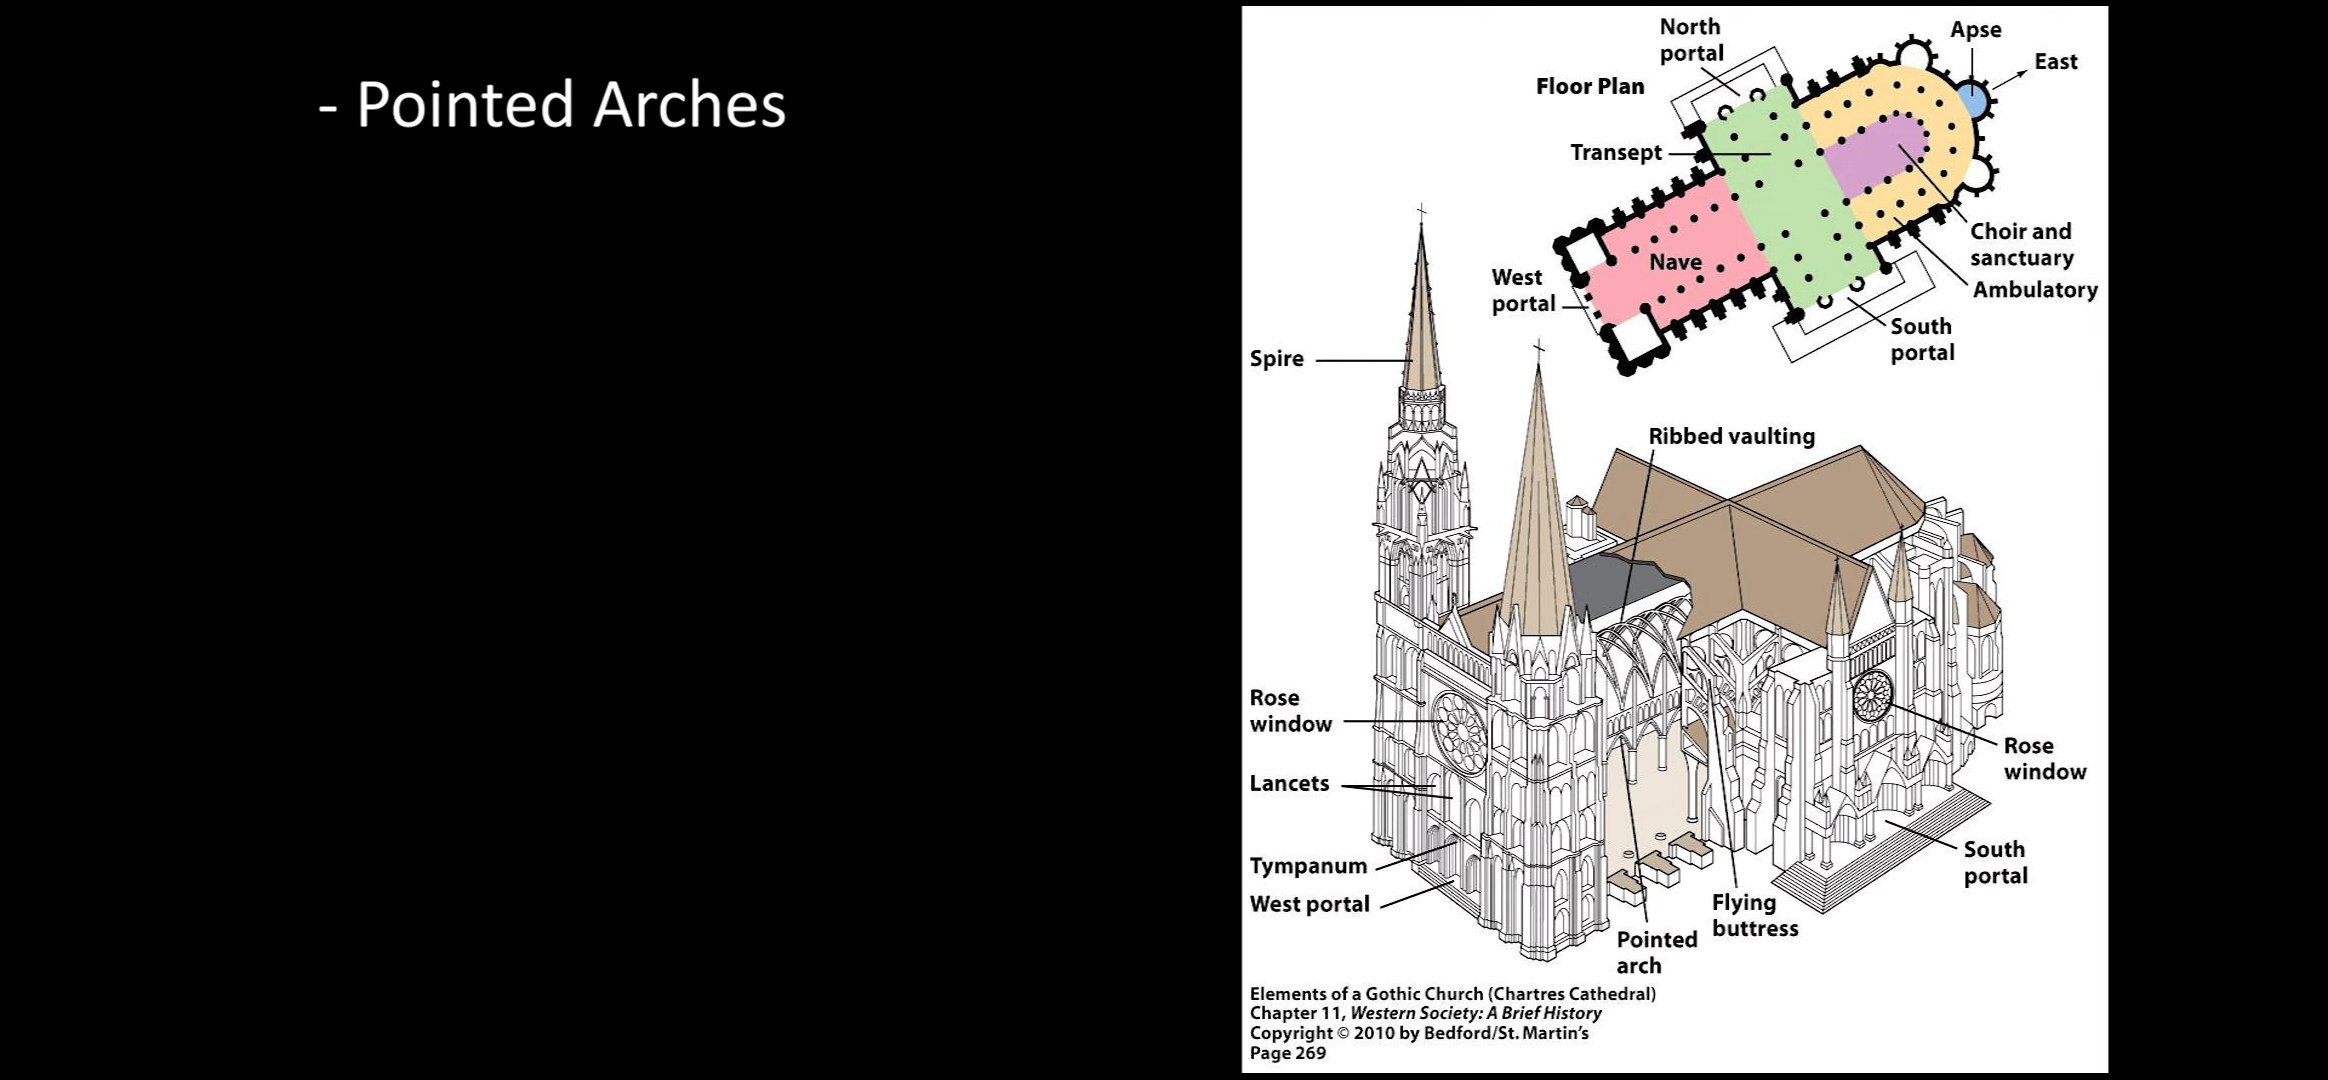 - Pointed Arches
North
portal
Apse
East
Floor Plan
Transept
Choir and
sanctuary
Nave
West
portal
Ambulatory
South
portal
Spire
Ribbed vaulting
Rose
window
Rose
window
Lancets
Tympanum
West portal
South
portal
Flying
buttress
Pointed
arch
Elements of a Gothic Church (Chartres Cathedral)
Chapter 11, Western Society: A Brief History
Copyright © 2010 by Bedford/St. Martin's
Page 269